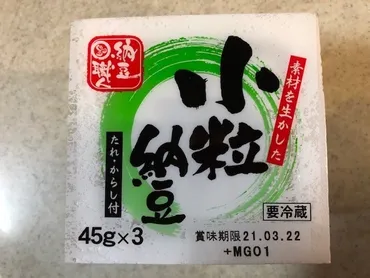 納豆
職人
素材を生かした
小粒
納豆
たれ・からし付
要冷蔵
45g×3
賞味期限21.03.22
+MG01